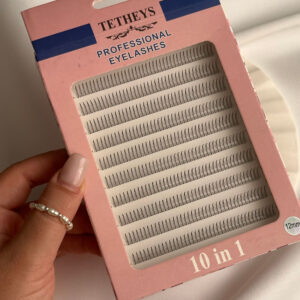 TETHEYS
PROFESSIONAL
EYELASHES
10 in 1
12mm